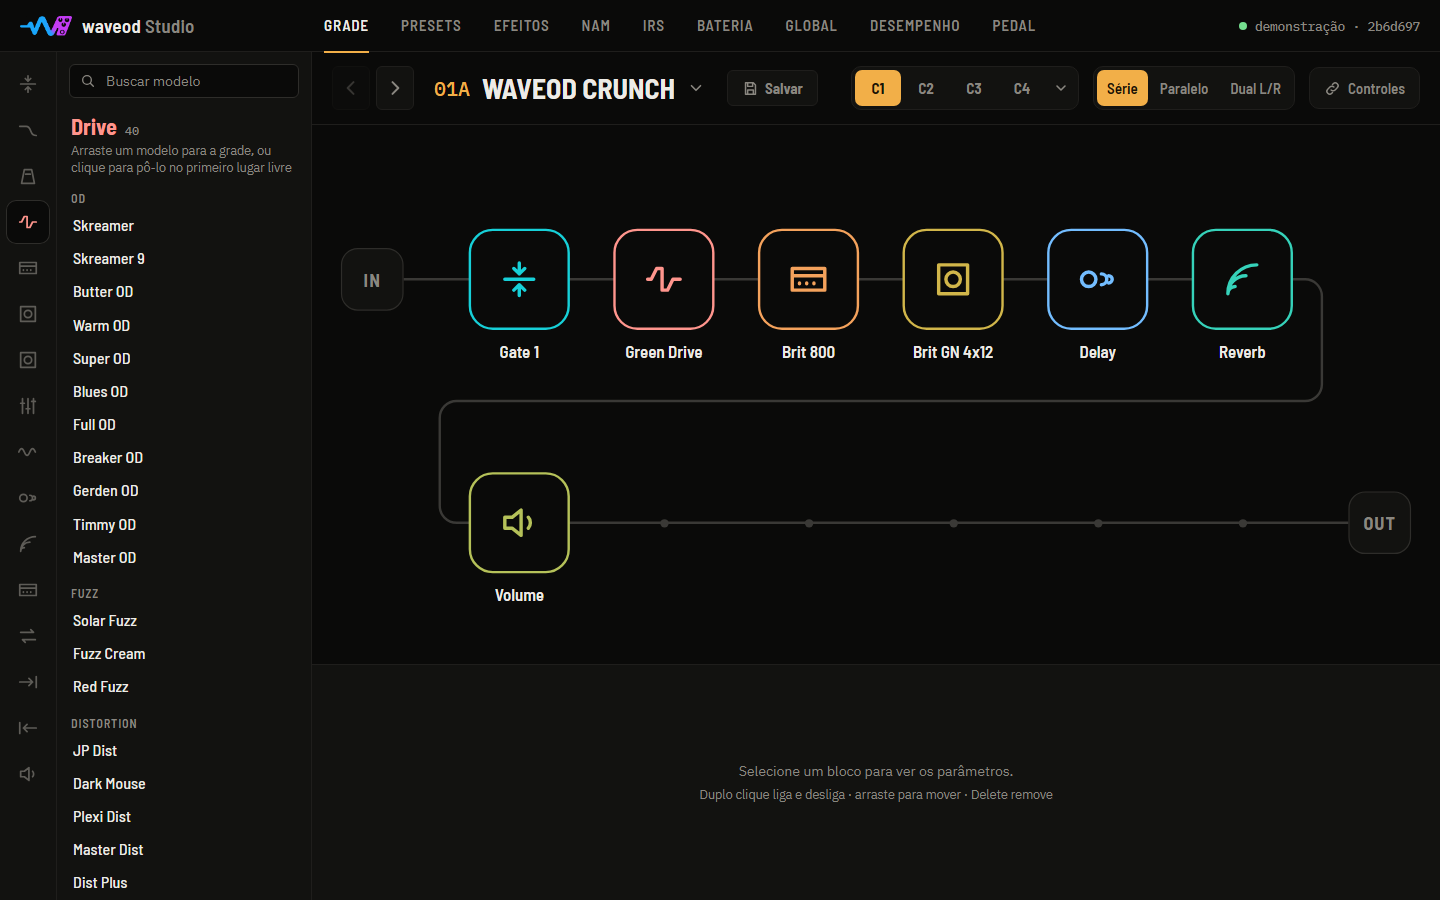 waveod Studio
GRADE
PRESETS
EFEITOS
NAM
IRS
BATERIA
GLOBAL
DESEMPENHO
PEDAL
demonstração · 2b6d697
Buscar modelo
01A WAVEOD CRUNCH
Salvar
C1
C2
C3
C4
Série
Paralelo
Dual L/R
Controles
Drive 40
Arraste um modelo para a grade, ou
clique para pô-lo no primeiro lugar livre
OD
Skreamer
Skreamer 9
Butter OD
Warm OD
Super OD
Blues OD
Full OD
Breaker OD
Gerden OD
Timmy OD
Master OD
FUZZ
Solar Fuzz
Fuzz Cream
Red Fuzz
DISTORTION
JP Dist
Dark Mouse
Plexi Dist
Master Dist
Dist Plus
IN
Gate 1
Green Drive
Brit 800
Brit GN 4x12
Delay
Reverb
Volume
OUT
Selecione um bloco para ver os parâmetros.
Duplo clique liga e desliga · arraste para mover · Delete remove